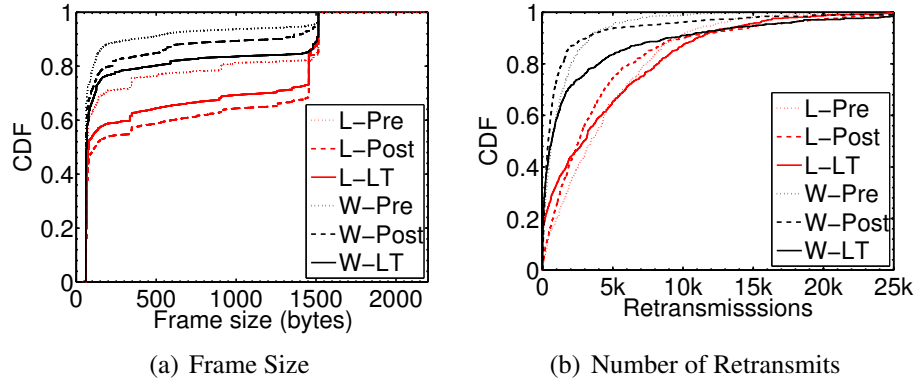 1
0.8
0.6
0.4
0.2
0
CDF
0 500 1000 1500 2000
Frame size (bytes)
L-Pre
L-Post
L-LT
W-Pre
W-Post
W-LT
(a) Frame Size
1
0.8
0.6
0.4
0.2
0
CDF
0 5k 10k 15k 20k 25k
Retransmisssions
L-Pre
L-Post
L-LT
W-Pre
W-Post
W-LT
(b) Number of Retransmits